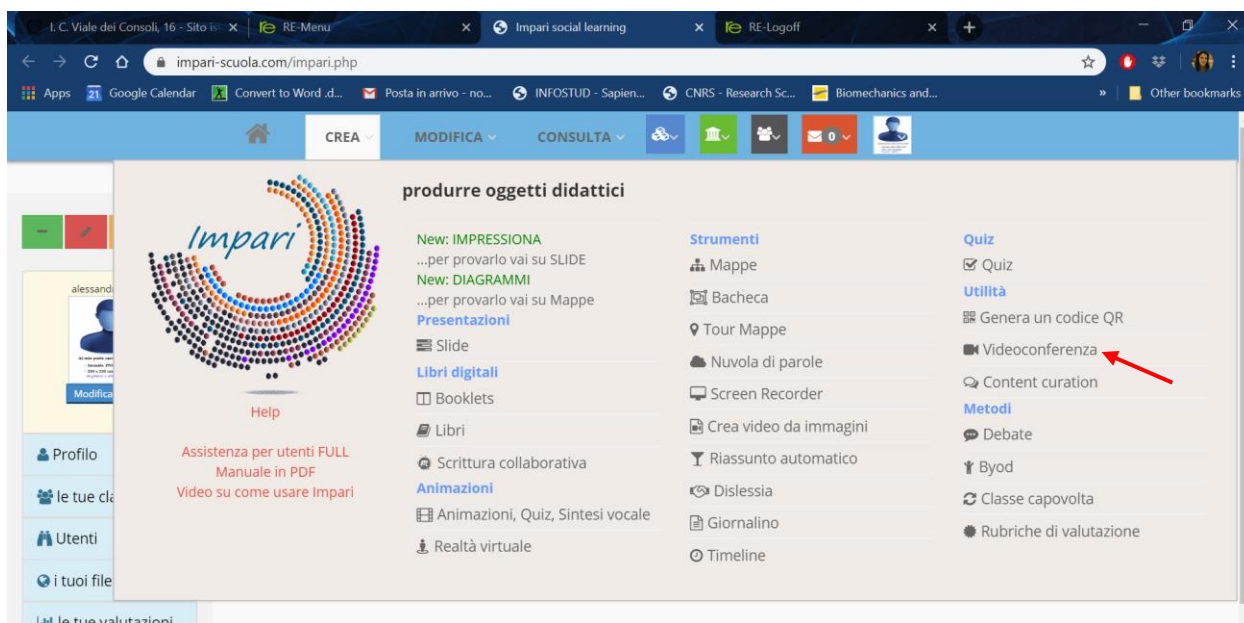 I. C. Viale dei Consoli, 16 - Sito is
RE-Menu
Impari social learning
RE-Logoff
impari-scuola.com/impari.php
Apps
21
Google Calendar
Convert to Word .d...
Posta in arrivo - no...
INFOSTUD - Sapien...
CNRS - Research Sc...
Biomechanics and...
»
Other bookmarks
CREA
MODIFICA
CONSULTA
0
Impari
Help
Assistenza per utenti FULL
Manuale in PDF
Video su come usare Impari
produrre oggetti didattici
New: IMPRESSIONA
...per provarlo vai su SLIDE
New: DIAGRAMMI
...per provarlo vai su Mappe
Presentazioni
Slide
Libri digitali
Booklets
Libri
Scrittura collaborativa
Animazioni
Animazioni, Quiz, Sintesi vocale
Realtà virtuale
Strumenti
Mappe
Bacheca
Tour Mappe
Nuvola di parole
Screen Recorder
Crea video da immagini
Riassunto automatico
Dislessia
Giornalino
Timeline
Quiz
Quiz
Utilità
Genera un codice QR
Videoconferenza
Content curation
Metodi
Debate
Byod
Classe capovolta
Rubriche di valutazione
alessand
Modifica
Profilo
le tue cla
Utenti
i tuoi file
le tue valutazioni